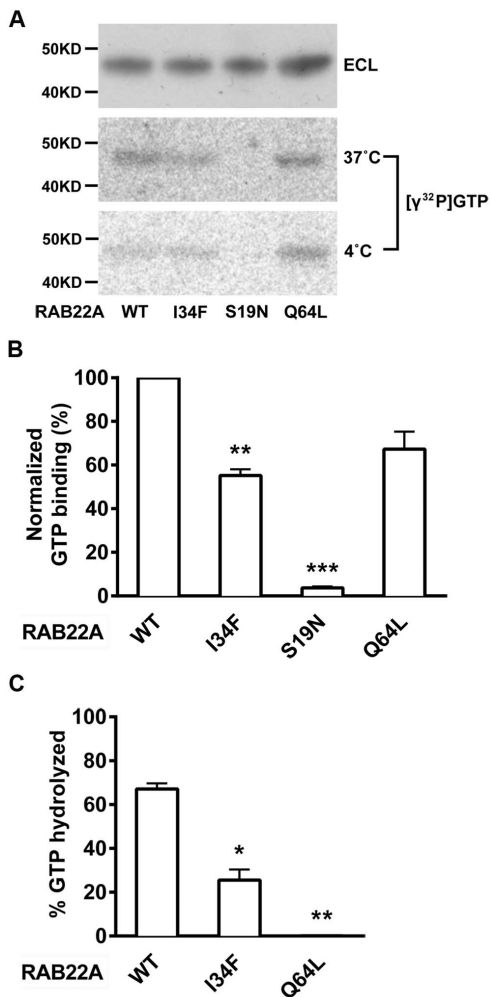 A
50KD
40KD
ECL
50KD
40KD
37°C
[γ³²P]GTP
50KD
40KD
4°C
RAB22A WT I34F S19N Q64L
B
Normalized
GTP binding (%)
100
80
60
40
20
0
**
***
RAB22A WT I34F S19N Q64L
C
% GTP hydrolyzed
100
80
60
40
20
0
*
**
RAB22A WT I34F Q64L